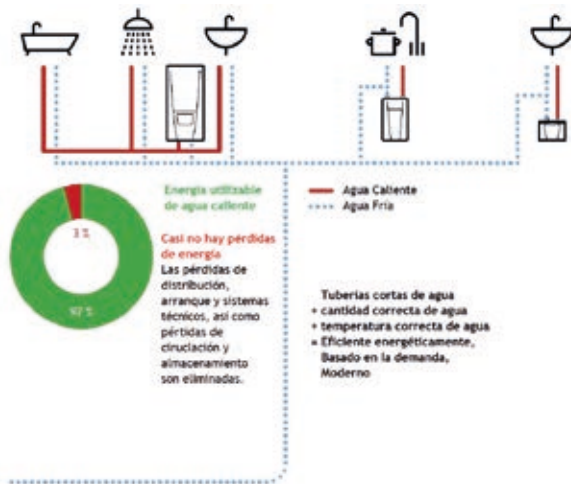 Energía utilizable
de agua caliente
Agua Caliente
Agua Fría
3 %
97 %
Casi no hay pérdidas
de energía
Las pérdidas de
distribución,
arranque y sistemas
técnicos, así como
pérdidas de
ciruclación y
almacenamiento
son eliminadas.
Tuberías cortas de agua
+ cantidad correcta de agua
+ temperatura correcta de agua
= Eficiente energéticamente,
Basado en la demanda,
Moderno